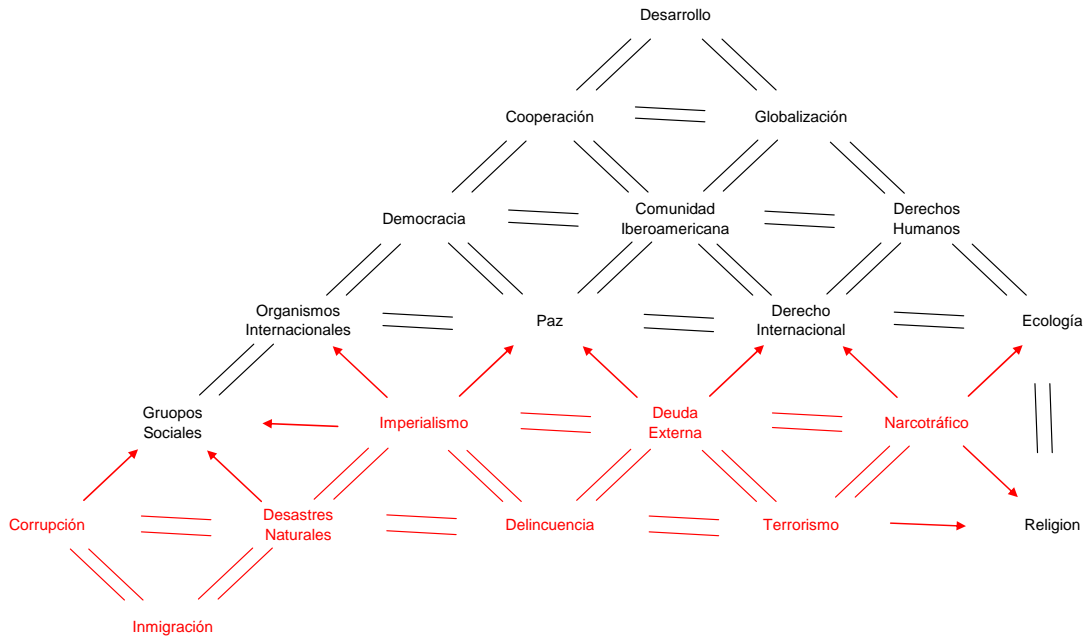 Desarrollo
Cooperación
Globalización
Democracia
Comunidad
Iberoamericana
Derechos
Humanos
Organismos
Internacionales
Paz
Derecho
Internacional
Ecología
Gruopos
Sociales
Imperialismo
Deuda
Externa
Narcotráfico
Corrupción
Desastres
Naturales
Delincuencia
Terrorismo
Religion
Inmigración